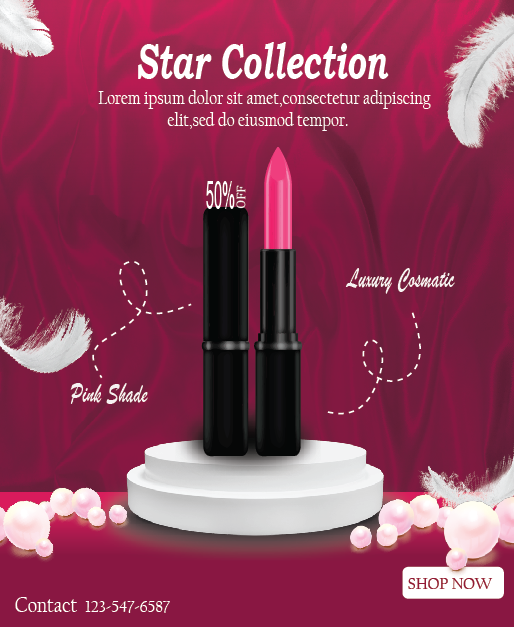 Star Collection
Lorem ipsum dolor sit amet,consectetur adipiscing
elit,sed do eiusmod tempor.
50% OFF
Luxury Cosmatic
Pink Shade
SHOP NOW
Contact 123-547-6587